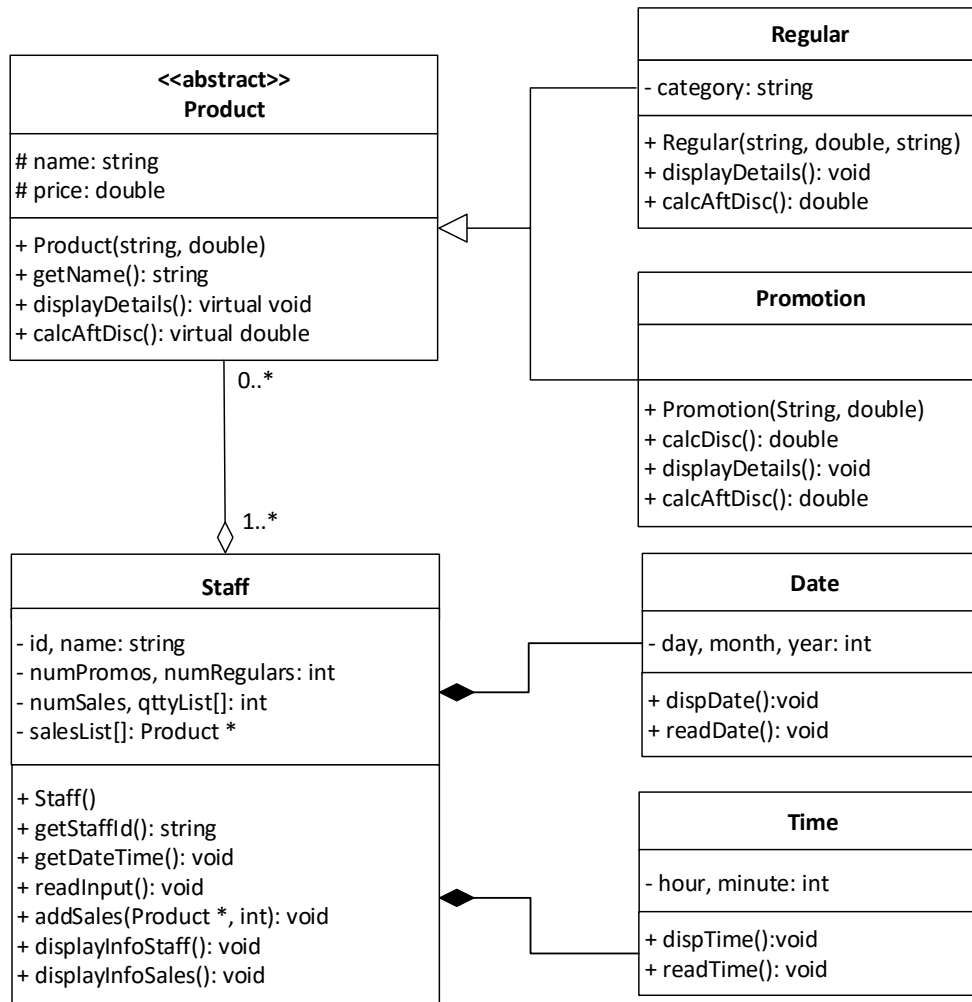 <<abstract>>
Product
# name: string
# price: double
+ Product(string, double)
+ getName(): string
+ displayDetails(): virtual void
+ calcAftDisc(): virtual double
Regular
- category: string
+ Regular(string, double, string)
+ displayDetails(): void
+ calcAftDisc(): double
Promotion
+ Promotion(String, double)
+ calcDisc(): double
+ displayDetails(): void
+ calcAftDisc(): double
0..*
1..*
Staff
- id, name: string
- numPromos, numRegulars: int
- numSales, qttyList[]: int
- salesList[]: Product *
+ Staff()
+ getStaffId(): string
+ getDateTime(): void
+ readInput(): void
+ addSales(Product *, int): void
+ displayInfoStaff(): void
+ displayInfoSales(): void
Date
- day, month, year: int
+ dispDate():void
+ readDate(): void
Time
- hour, minute: int
+ dispTime():void
+ readTime(): void